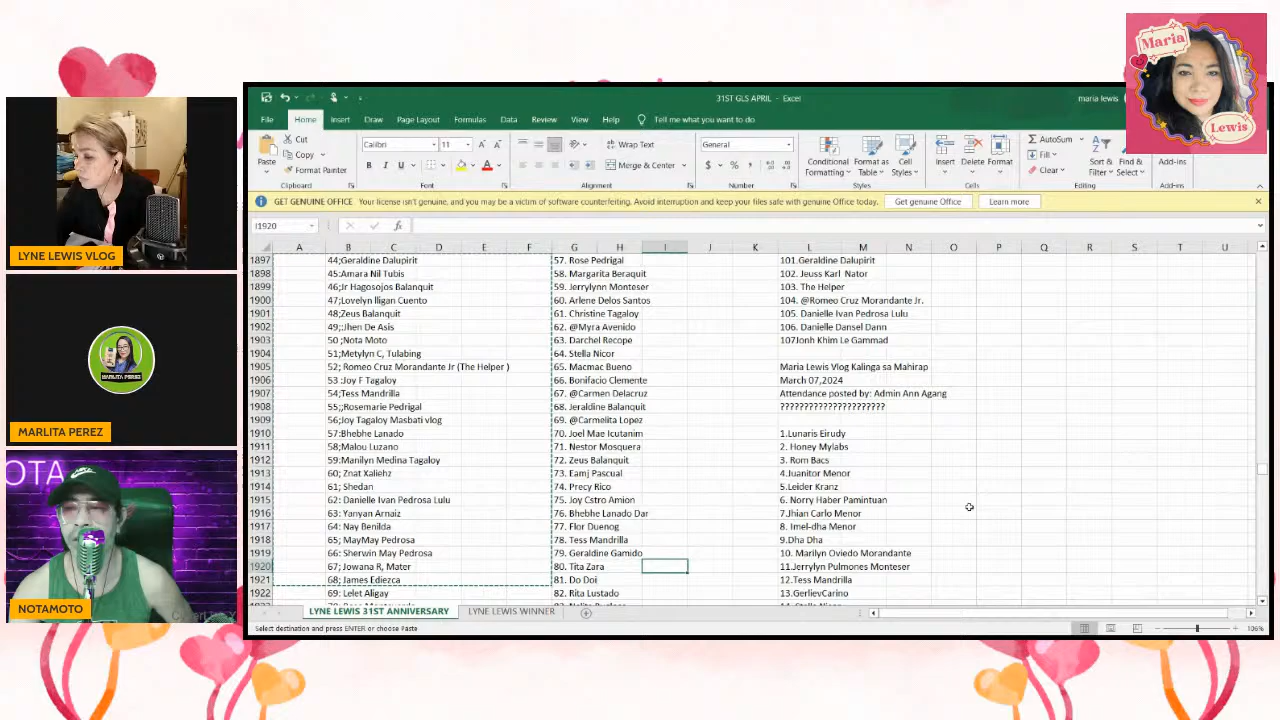 Maria
Lewis
LYNE LEWIS VLOG
MARLITA PEREZ
MARLITA PEREZ
NOTA
NOTAMOTO
31ST GLS APRIL - Excel
maria lewis
File Home Insert Draw Page Layout Formulas Data Review View Help Tell me what you want to do
Paste
Cut
Copy
Format Painter
Clipboard
Calibri 11
B I U
Font
Wrap Text
Merge & Center
Alignment
General
$ % ,
Number
Conditional Formatting
Format as Table
Cell Styles
Styles
Insert Delete Format
Cells
AutoSum
Fill
Clear
Sort & Filter
Find & Select
Editing
Add-ins
Add-ins
GET GENUINE OFFICE Your license isn't genuine, and you may be a victim of software counterfeiting. Avoid interruption and keep your files safe with genuine Office today. Get genuine Office Learn more
I1920 fx
A B C D E F G H I J K L M N O P Q R S T U
1897 44;Geraldine Dalupirit 57. Rose Pedrigal 101.Geraldine Dalupirit
1898 45:Amara Nil Tubis 58. Margarita Beraquit 102. Jeuss Karl Nator
1899 46;Jr Hagosojos Balanquit 59. Jerrylynn Monteser 103. The Helper
1900 47;Lovelyn lligan Cuento 60. Arlene Delos Santos 104. @Romeo Cruz Morandante Jr.
1901 48;Zeus Balanquit 61. Christine Tagaloy 105. Danielle Ivan Pedrosa Lulu
1902 49;;Jhen De Asis 62. @Myra Avenido 106. Danielle Dansel Dann
1903 50 ;Nota Moto 63. Darchel Recope 107Jonh Khim Le Gammad
1904 51;Metylyn C, Tulabing 64. Stella Nicor
1905 52; Romeo Cruz Morandante Jr (The Helper ) 65. Macmac Bueno Maria Lewis Vlog Kalinga sa Mahirap
1906 53 :Joy F Tagaloy 66. Bonifacio Clemente March 07,2024
1907 54;Tess Mandrilla 67. @Carmen Delacruz Attendance posted by: Admin Ann Agang
1908 55;;Rosemarie Pedrigal 68. Jeraldine Balanquit ??????????????????????
1909 56;Joy Tagaloy Masbati vlog 69. @Carmelita Lopez
1910 57:Bhebhe Lanado 70. Joel Mae Icutanim 1.Lunaris Eirudy
1911 58;Malou Luzano 71. Nestor Mosquera 2. Honey Mylabs
1912 59:Marilyn Medina Tagaloy 72. Zeus Balanquit 3. Rom Bacs
1913 60; Znat Xaliehz 73. Eamj Pascual 4.Juanitor Menor
1914 61; Shedan 74. Precy Rico 5.Leider Kranz
1915 62: Danielle Ivan Pedrosa Lulu 75. Joy Cstro Amion 6. Norry Haber Pamintuan
1916 63: Yanyan Arnaiz 76. Bhebhe Lanado Dar 7.Jhian Carlo Menor
1917 64: Nay Benilda 77. Flor Duenog 8. Imel-dha Menor
1918 65; MayMay Pedrosa 78. Tess Mandrilla 9.Dha Dha
1919 66: Sherwin May Pedrosa 79. Geraldine Gamido 10. Marilyn Oviedo Morandante
1920 67; Jowana R, Mater 80. Tita Zara 11.Jerrylyn Pulmones Monteser
1921 68; James Ediezca 81. Do Doi 12.Tess Mandrilla
1922 69: Lelet Aligay 82. Rita Lustado 13.GerlievCarino
LYNE LEWIS 31ST ANNIVERSARY LYNE LEWIS WINNER
Select destination and press ENTER or choose Paste 106%